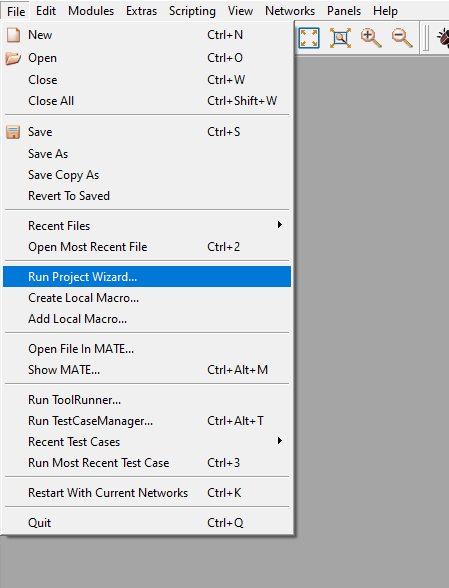 File Edit Modules Extras Scripting View Networks Panels Help
New Ctrl+N
Open Ctrl+O
Close Ctrl+W
Close All Ctrl+Shift+W
Save Ctrl+S
Save As
Save Copy As
Revert To Saved
Recent Files
Open Most Recent File Ctrl+2
Run Project Wizard...
Create Local Macro...
Add Local Macro...
Open File In MATE...
Show MATE... Ctrl+Alt+M
Run ToolRunner...
Run TestCaseManager... Ctrl+Alt+T
Recent Test Cases
Run Most Recent Test Case Ctrl+3
Restart With Current Networks Ctrl+K
Quit Ctrl+Q